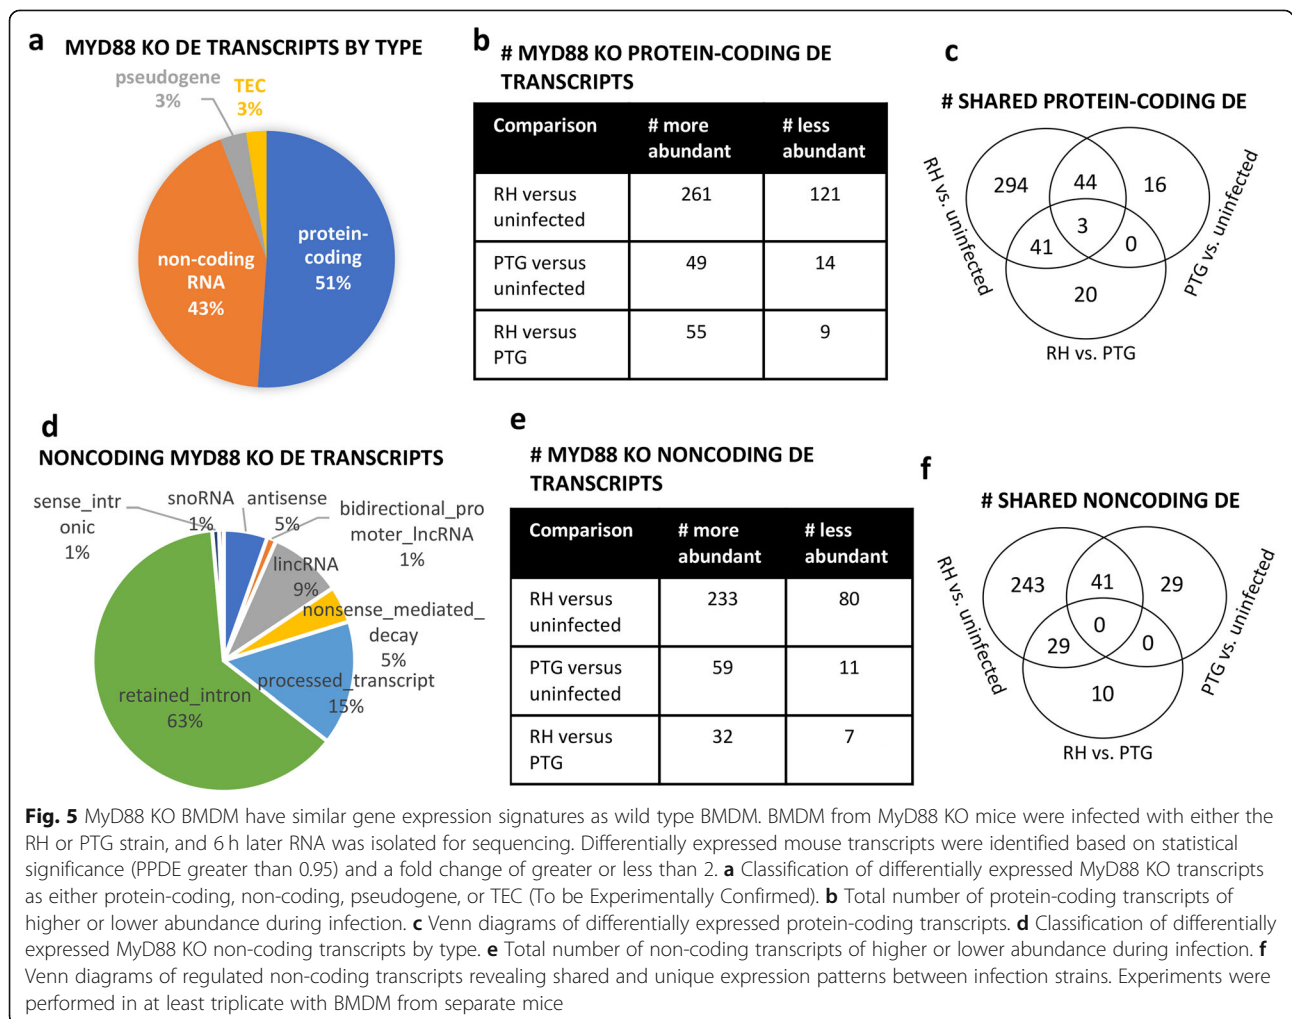 a
MYD88 KO DE TRANSCRIPTS BY TYPE
pseudogene
3%
TEC
3%
protein-
coding
51%
non-coding
RNA
43%
b
# MYD88 KO PROTEIN-CODING DE
TRANSCRIPTS
Comparison # more abundant # less abundant
RH versus uninfected 261 121
PTG versus uninfected 49 14
RH versus PTG 55 9
c
# SHARED PROTEIN-CODING DE
RH vs. uninfected
PTG vs. uninfected
294 44 16
3
41 0
20
RH vs. PTG
d
NONCODING MYD88 KO DE TRANSCRIPTS
sense_intr
onic
1%
snoRNA
1%
antisense
5%
bidirectional_pro
moter_lncRNA
1%
lincRNA
9%
nonsense_mediated_
decay
5%
processed_transcript
15%
retained_intron
63%
e
# MYD88 KO NONCODING DE
TRANSCRIPTS
Comparison # more abundant # less abundant
RH versus uninfected 233 80
PTG versus uninfected 59 11
RH versus PTG 32 7
f
# SHARED NONCODING DE
RH vs. uninfected
PTG vs. uninfected
243 41 29
0
29 0
10
RH vs. PTG
Fig. 5 MyD88 KO BMDM have similar gene expression signatures as wild type BMDM. BMDM from MyD88 KO mice were infected with either the
RH or PTG strain, and 6 h later RNA was isolated for sequencing. Differentially expressed mouse transcripts were identified based on statistical
significance (PPDE greater than 0.95) and a fold change of greater or less than 2. a Classification of differentially expressed MyD88 KO transcripts
as either protein-coding, non-coding, pseudogene, or TEC (To be Experimentally Confirmed). b Total number of protein-coding transcripts of
higher or lower abundance during infection. c Venn diagrams of differentially expressed protein-coding transcripts. d Classification of differentially
expressed MyD88 KO non-coding transcripts by type. e Total number of non-coding transcripts of higher or lower abundance during infection. f
Venn diagrams of regulated non-coding transcripts revealing shared and unique expression patterns between infection strains. Experiments were
performed in at least triplicate with BMDM from separate mice